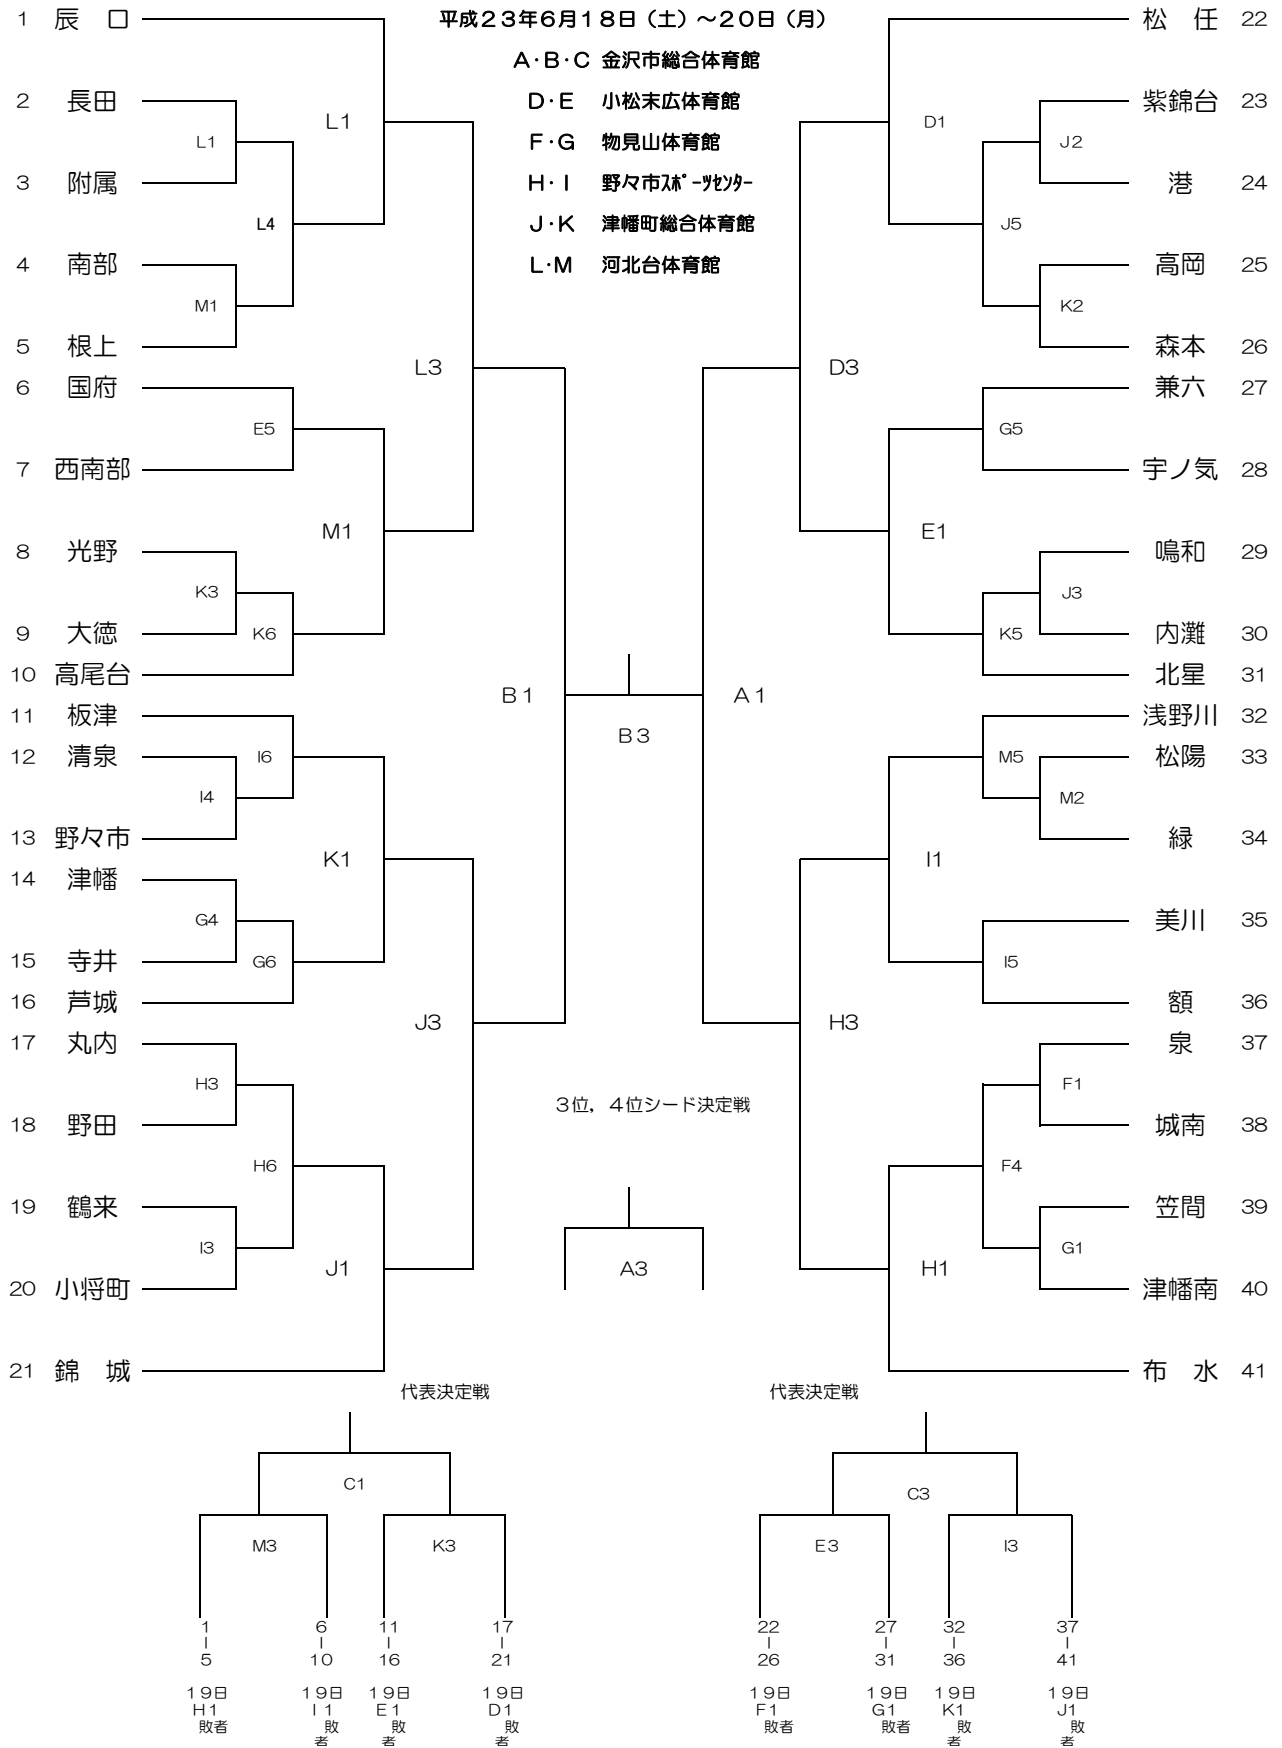 平成23年6月18日（土）～20日（月）
A・B・C 金沢市総合体育館
D・E 小松末広体育館
F・G 物見山体育館
H・I 野々市ｽﾎﾟｰﾂｾﾝﾀｰ
J・K 津幡町総合体育館
L・M 河北台体育館
1 辰　口
2 長田
3 附属
4 南部
5 根上
6 国府
7 西南部
8 光野
9 大徳
10 高尾台
11 板津
12 清泉
13 野々市
14 津幡
15 寺井
16 芦城
17 丸内
18 野田
19 鶴来
20 小将町
21 錦　城
L1
M1
L4
E5
K3
K6
I6
I4
G4
G6
H3
H6
I3
L1
M1
K1
J1
L3
J3
B1
B3
A1
D3
H3
D1
E1
I1
H1
J2
J5
K2
G5
J3
K5
M5
M2
I5
F1
F4
G1
松　任 22
紫錦台 23
港 24
高岡 25
森本 26
兼六 27
宇ノ気 28
鳴和 29
内灘 30
北星 31
浅野川 32
松陽 33
緑 34
美川 35
額 36
泉 37
城南 38
笠間 39
津幡南 40
布　水 41
3位，4位シード決定戦
A3
代表決定戦
C1
M3
K3
1-5
19日
H1
敗者
6-10
19日
I1
敗者
11-16
19日
E1
敗者
17-21
19日
D1
敗者
代表決定戦
C3
E3
I3
22-26
19日
F1
敗者
27-31
19日
G1
敗者
32-36
19日
K1
敗者
37-41
19日
J1
敗者